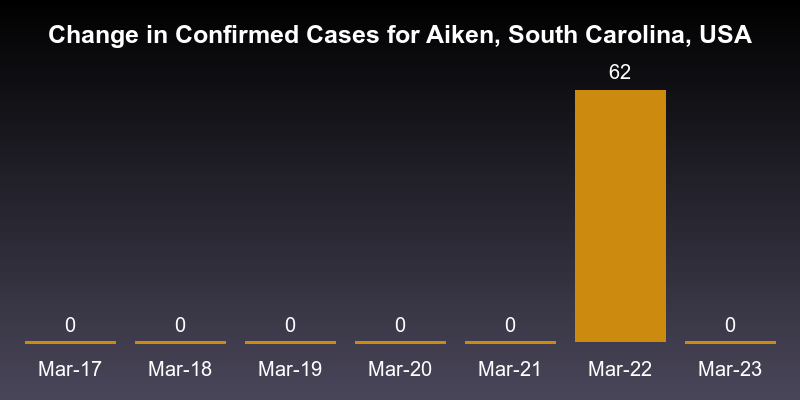 Change in Confirmed Cases for Aiken, South Carolina, USA
62
0 0 0 0 0 0
Mar-17 Mar-18 Mar-19 Mar-20 Mar-21 Mar-22 Mar-23